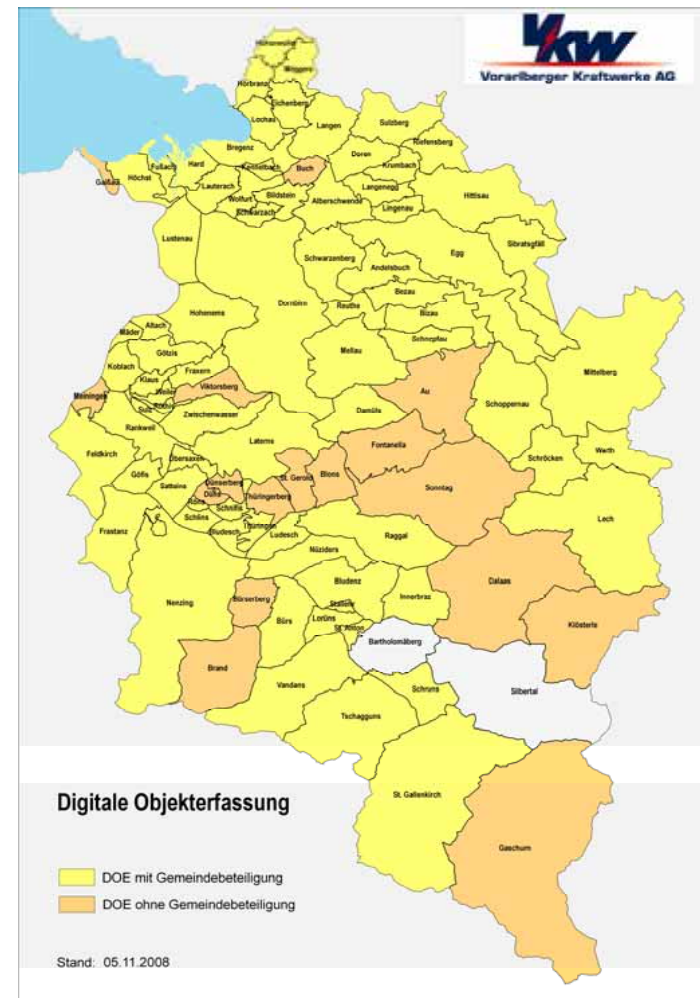 VKW
Vorarlberger Kraftwerke AG
Möggers
Hörbranz
Eichenberg
Lochau
Langen
Sulzberg
Riefensberg
Bregenz
Doren
Krumbach
Gaißau
Höchst
Fußach
Hard
Kennelbach
Buch
Lauterach
Wolfurt
Bildstein
Schwarzach
Alberschwende
Langenegg
Lingenau
Hittisau
Lustenau
Schwarzenberg
Egg
Sibratsgfäll
Andelsbuch
Bezau
Hohenems
Dornbirn
Reuthe
Bizau
Schnepfau
Mäder
Altach
Götzis
Mellau
Mittelberg
Koblach
Klaus
Fraxern
Weiler
Viktorsberg
Au
Meiningen
Sulz
Röthis
Zwischenwasser
Damüls
Schoppernau
Rankweil
Fontanella
Feldkirch
Übersaxen
Laterns
Schröcken
Warth
Göfis
Satteins
Dünserberg
Düns
St. Gerold
Blons
Sonntag
Röns
Schnifis
Thüringerberg
Lech
Frastanz
Schlins
Bludesch
Thüringen
Ludesch
Raggal
Nüziders
Nenzing
Bludenz
Dalaas
Bürserberg
Stallehr
Innerbraz
Bürs
Lorüns
St. Anton
Klösterle
Brand
Bartholomäberg
Vandans
Schruns
Silbertal
Tschagguns
St. Gallenkirch
Gaschurn
Digitale Objekterfassung
DOE mit Gemeindebeteiligung
DOE ohne Gemeindebeteiligung
Stand: 05.11.2008